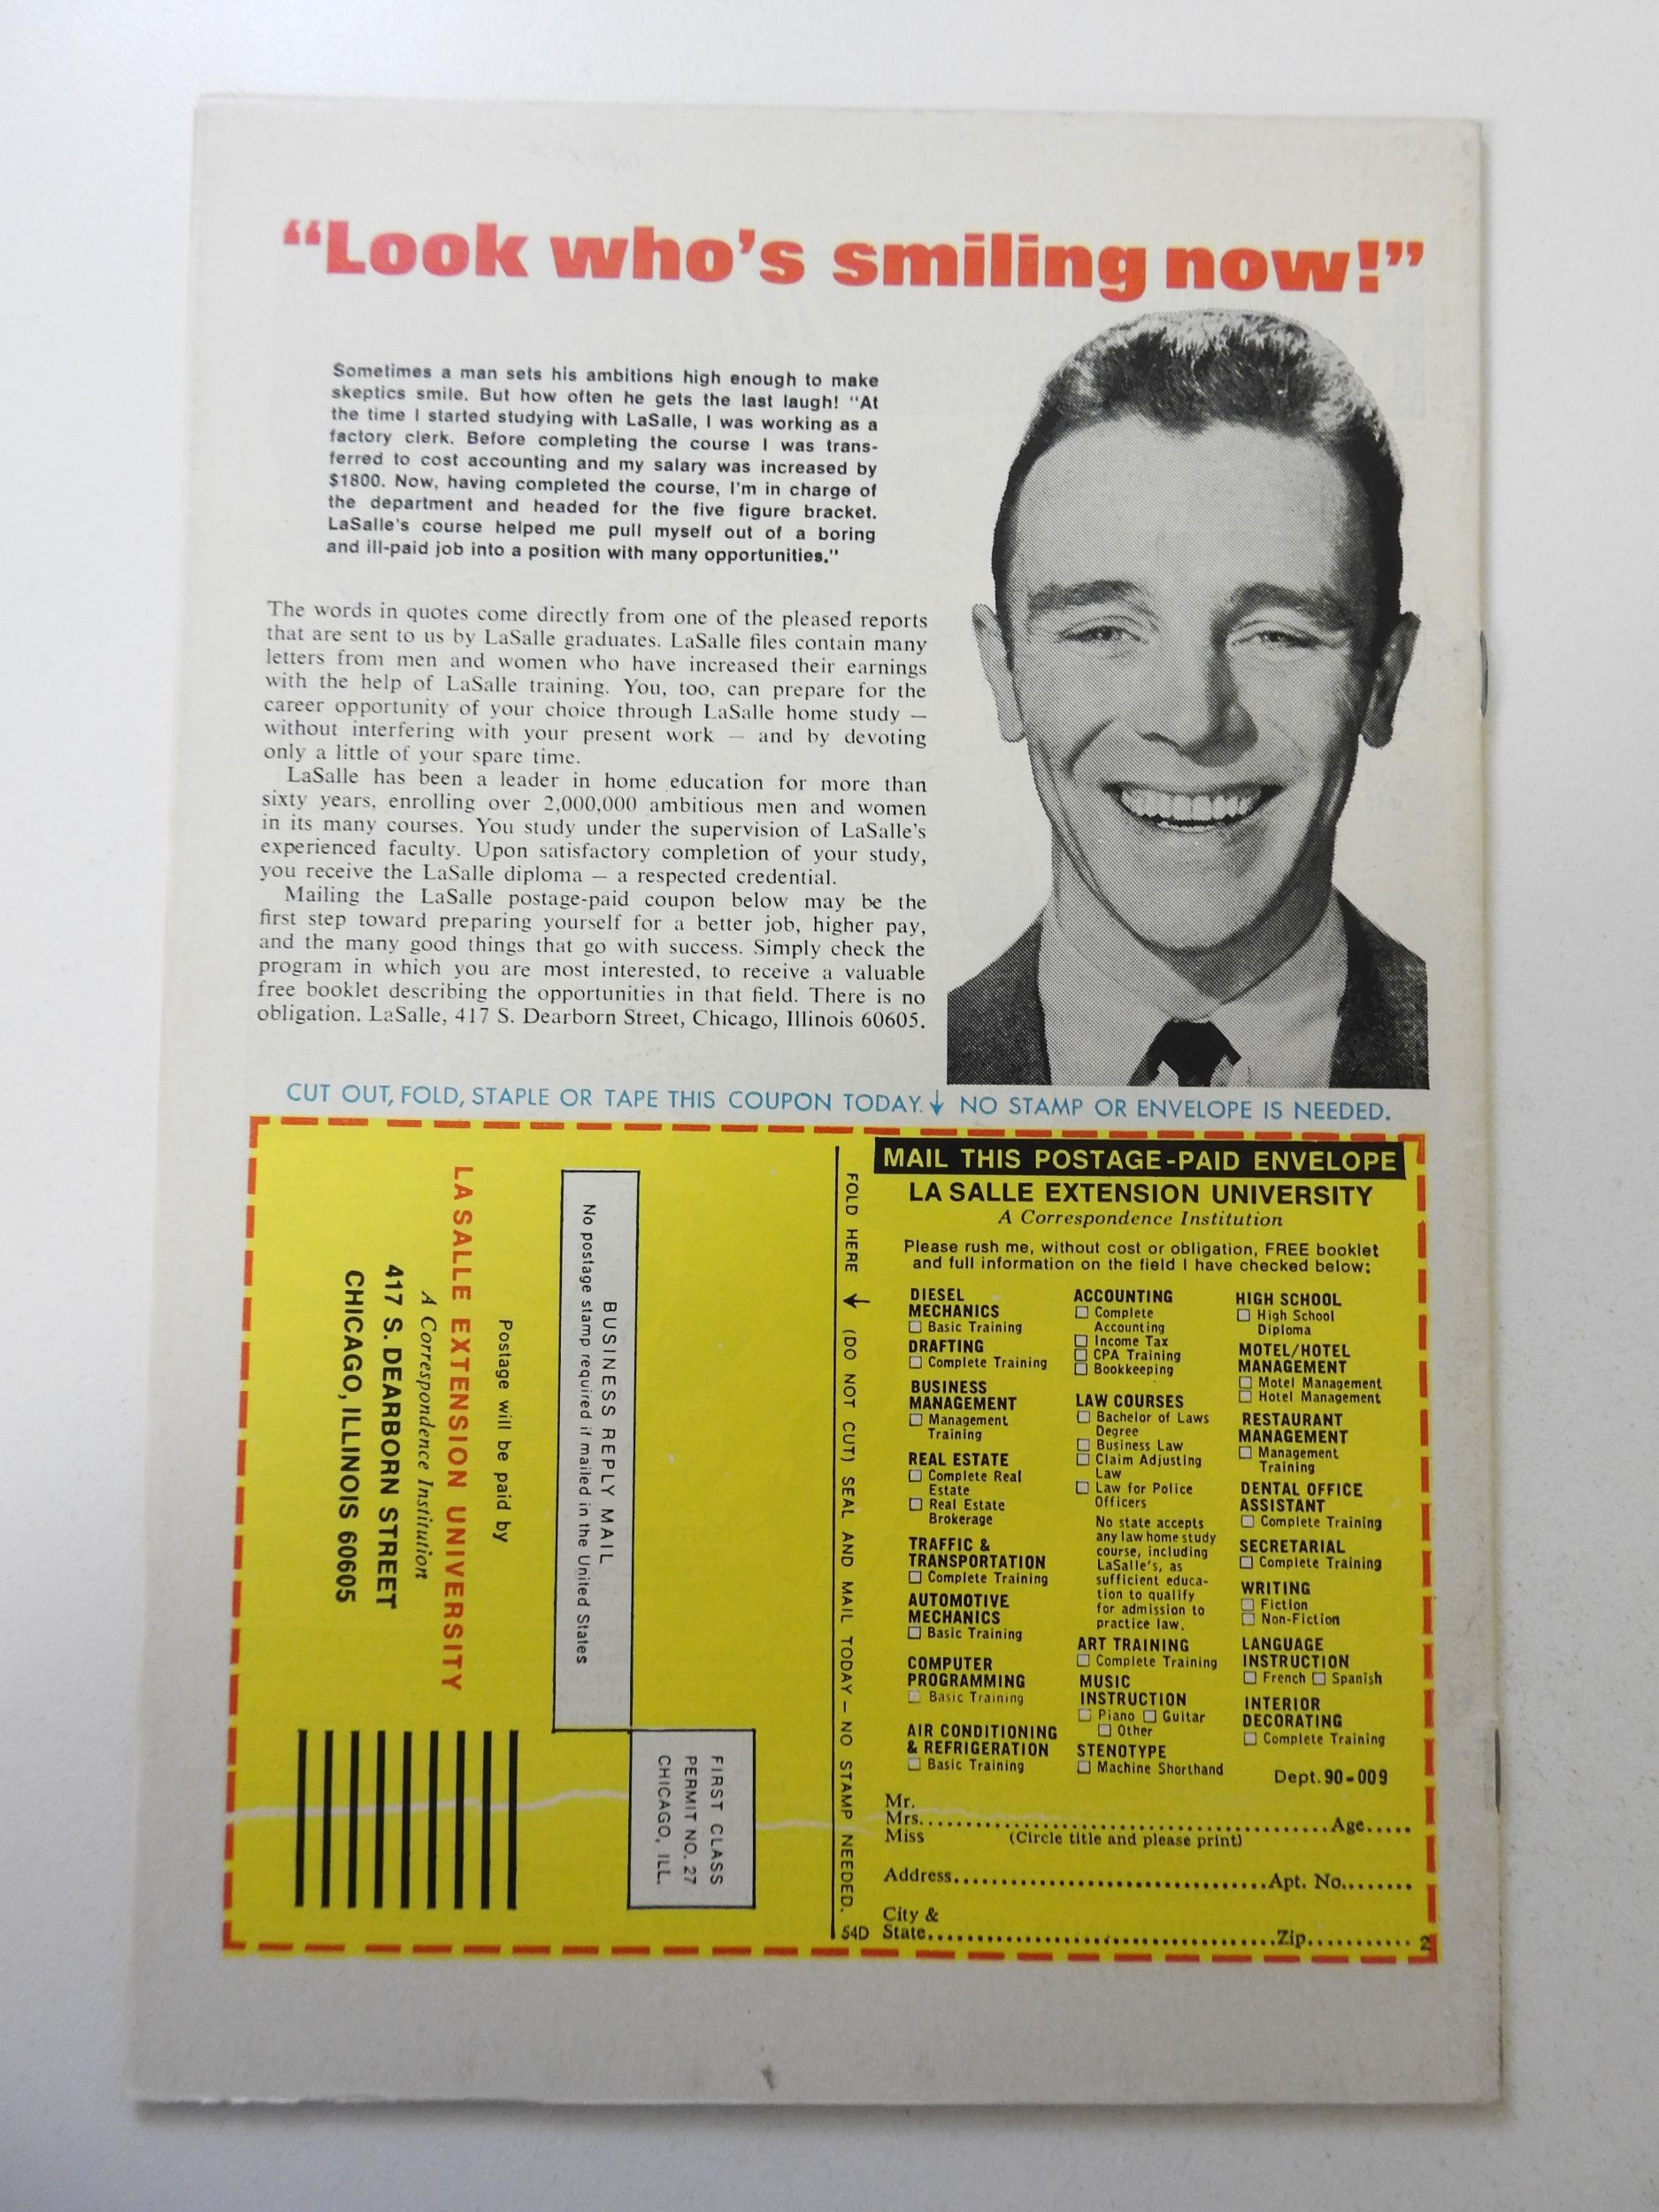 “Look who’s smiling now!”
Sometimes a man sets his ambitions high enough to make
skeptics smile. But how often he gets the last laugh! “At
the time I started studying with LaSalle, I was working as a
factory clerk. Before completing the course I was trans-
ferred to cost accounting and my salary was increased by
$1800. Now, having completed the course, I’m in charge of
the department and headed for the five figure bracket.
LaSalle’s course helped me pull myself out of a boring
and ill-paid job into a position with many opportunities.”
The words in quotes come directly from one of the pleased reports
that are sent to us by LaSalle graduates. LaSalle files contain many
letters from men and women who have increased their earnings
with the help of LaSalle training. You, too, can prepare for the
career opportunity of your choice through LaSalle home study —
without interfering with your present work — and by devoting
only a little of your spare time.
LaSalle has been a leader in home education for more than
sixty years, enrolling over 2,000,000 ambitious men and women
in its many courses. You study under the supervision of LaSalle’s
experienced faculty. Upon satisfactory completion of your study,
you receive the LaSalle diploma — a respected credential.
Mailing the LaSalle postage-paid coupon below may be the
first step toward preparing yourself for a better job, higher pay,
and the many good things that go with success. Simply check the
program in which you are most interested, to receive a valuable
free booklet describing the opportunities in that field. There is no
obligation. LaSalle, 417 S. Dearborn Street, Chicago, Illinois 60605.
CUT OUT, FOLD, STAPLE OR TAPE THIS COUPON TODAY.↓ NO STAMP OR ENVELOPE IS NEEDED.
FIRST CLASS
PERMIT NO. 27
CHICAGO, ILL.
BUSINESS REPLY MAIL
No postage stamp required if mailed in the United States
Postage will be paid by
LA SALLE EXTENSION UNIVERSITY
A Correspondence Institution
417 S. DEARBORN STREET
CHICAGO, ILLINOIS 60605
FOLD HERE ↓ (DO NOT CUT) SEAL AND MAIL TODAY — NO STAMP NEEDED.
54D
MAIL THIS POSTAGE-PAID ENVELOPE
LA SALLE EXTENSION UNIVERSITY
A Correspondence Institution
Please rush me, without cost or obligation, FREE booklet
and full information on the field I have checked below:
DIESEL
MECHANICS
☐ Basic Training
DRAFTING
☐ Complete Training
BUSINESS
MANAGEMENT
☐ Management
Training
REAL ESTATE
☐ Complete Real
Estate
☐ Real Estate
Brokerage
TRAFFIC &
TRANSPORTATION
☐ Complete Training
AUTOMOTIVE
MECHANICS
☐ Basic Training
COMPUTER
PROGRAMMING
☐ Basic Training
AIR CONDITIONING
& REFRIGERATION
☐ Basic Training
ACCOUNTING
☐ Complete
Accounting
☐ Income Tax
☐ CPA Training
☐ Bookkeeping
LAW COURSES
☐ Bachelor of Laws
Degree
☐ Business Law
☐ Claim Adjusting
Law
☐ Law for Police
Officers
No state accepts
any law home study
course, including
LaSalle’s, as
sufficient educa-
tion to qualify
for admission to
practice law.
ART TRAINING
☐ Complete Training
MUSIC
INSTRUCTION
☐ Piano ☐ Guitar
☐ Other
STENOTYPE
☐ Machine Shorthand
HIGH SCHOOL
☐ High School
Diploma
MOTEL/HOTEL
MANAGEMENT
☐ Motel Management
☐ Hotel Management
RESTAURANT
MANAGEMENT
☐ Management
Training
DENTAL OFFICE
ASSISTANT
☐ Complete Training
SECRETARIAL
☐ Complete Training
WRITING
☐ Fiction
☐ Non-Fiction
LANGUAGE
INSTRUCTION
☐ French ☐ Spanish
INTERIOR
DECORATING
☐ Complete Training
Dept. 90-009
Mr.
Mrs. Age
Miss (Circle title and please print)
Address Apt. No.
City &
State Zip 2